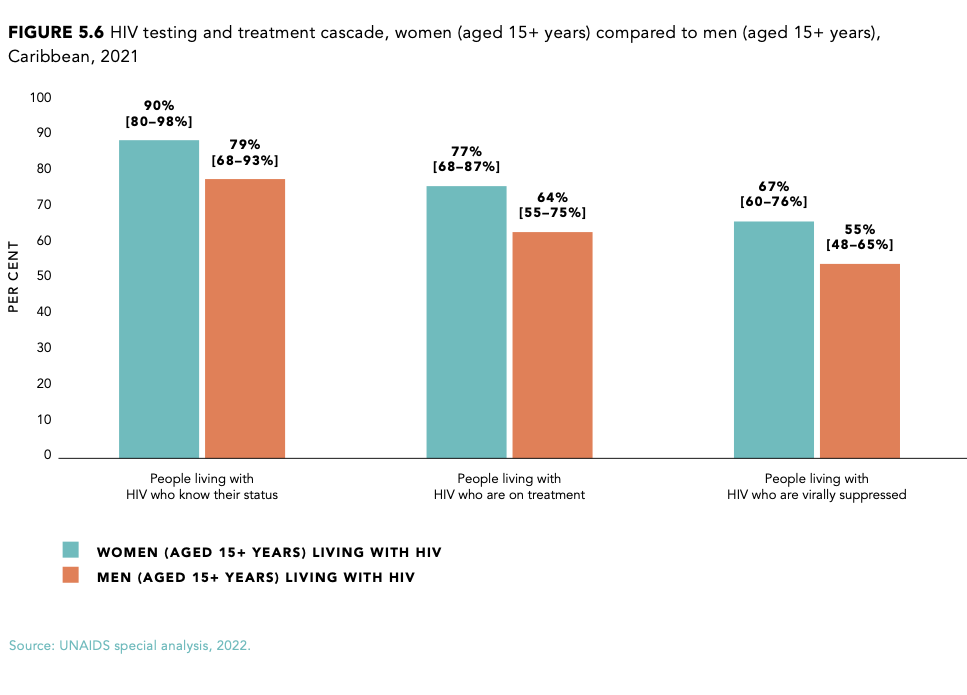 FIGURE 5.6 HIV testing and treatment cascade, women (aged 15+ years) compared to men (aged 15+ years),
Caribbean, 2021
100
90
80
70
60
50
40
30
20
10
0
PER CENT
90%
[80–98%]
79%
[68–93%]
77%
[68–87%]
64%
[55–75%]
67%
[60–76%]
55%
[48–65%]
People living with
HIV who know their status
People living with
HIV who are on treatment
People living with
HIV who are virally suppressed
WOMEN (AGED 15+ YEARS) LIVING WITH HIV
MEN (AGED 15+ YEARS) LIVING WITH HIV
Source: UNAIDS special analysis, 2022.